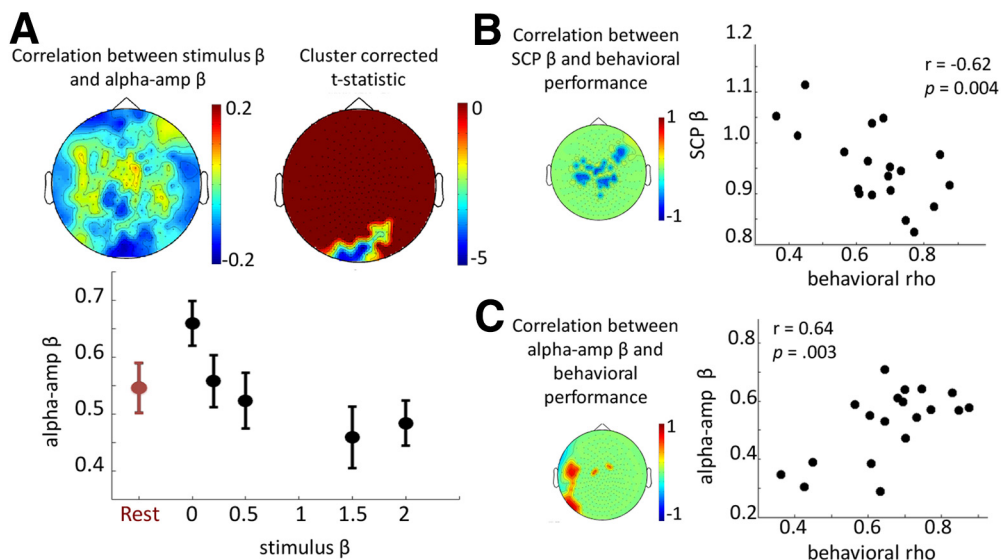 A
Correlation between stimulus β
and alpha-amp β
Cluster corrected
t-statistic
0.2
-0.2
0
-5
alpha-amp β
0.7
0.6
0.5
0.4
Rest 0 0.5 1 1.5 2
stimulus β
B
Correlation between
SCP β and behavioral
performance
1
-1
SCP β
1.2
1.1
1.0
0.9
0.8
r = -0.62
p = 0.004
0.4 0.6 0.8
behavioral rho
C
Correlation between
alpha-amp β and
behavioral
performance
1
-1
alpha-amp β
0.8
0.6
0.4
0.2
r = 0.64
p = .003
0.4 0.6 0.8
behavioral rho